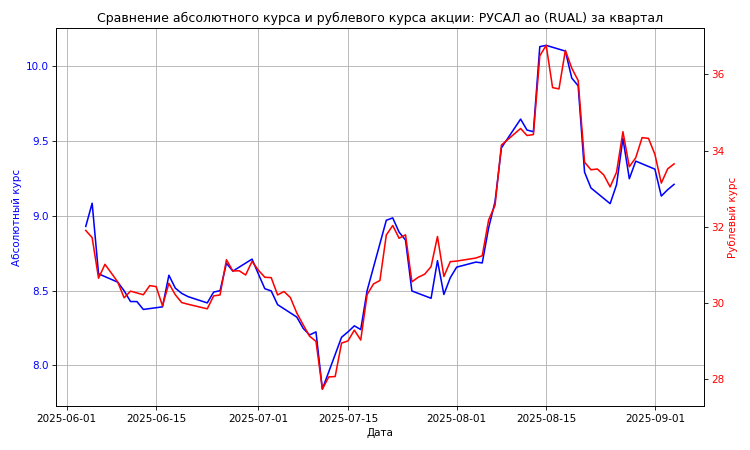 Сравнение абсолютного курса и рублевого курса акции: РУСАЛ ао (RUAL) за квартал
10.0
9.5
9.0
8.5
8.0
Абсолютный курс
36
34
32
30
28
Рублевый курс
2025-06-01 2025-06-15 2025-07-01 2025-07-15 2025-08-01 2025-08-15 2025-09-01
Дата